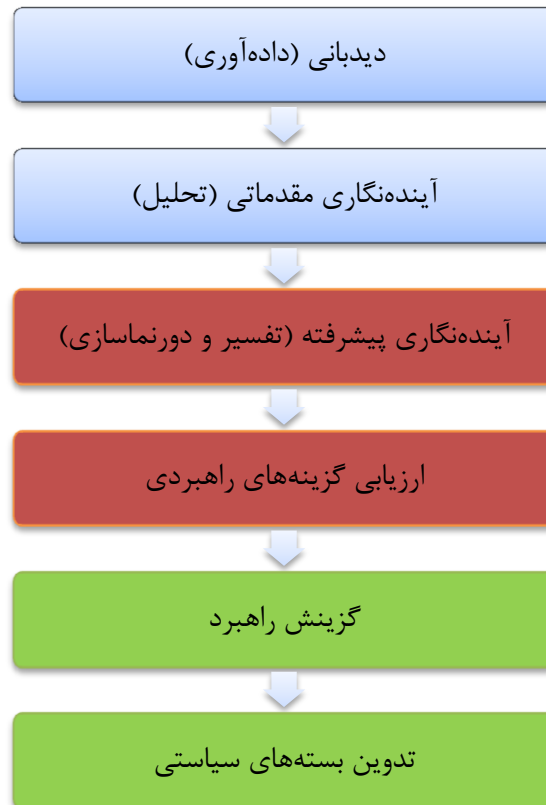 دیدبانی (داده‌آوری)
آینده‌نگاری مقدماتی (تحلیل)
آینده‌نگاری پیشرفته (تفسیر و دورنماسازی)
ارزیابی گزینه‌های راهبردی
گزینش راهبرد
تدوین بسته‌های سیاستی